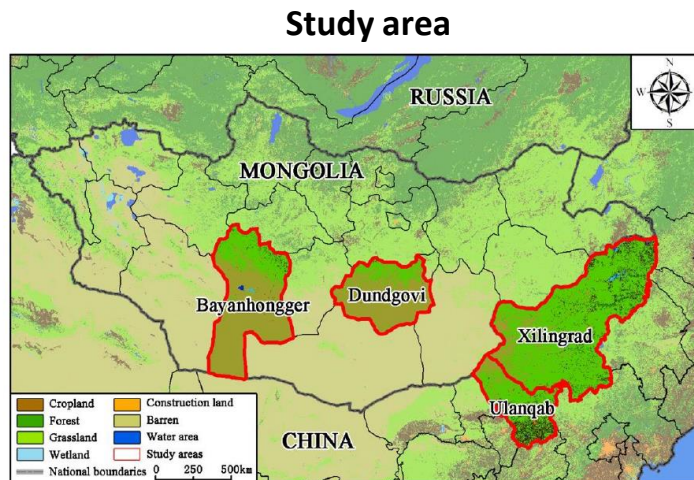 Study area
N
W E
S
RUSSIA
MONGOLIA
Bayanhongger
Dundgovi
Xilingrad
Ulanqab
CHINA
Cropland
Construction land
Forest
Barren
Grassland
Water area
Wetland
Study areas
National boundaries
0 250 500km